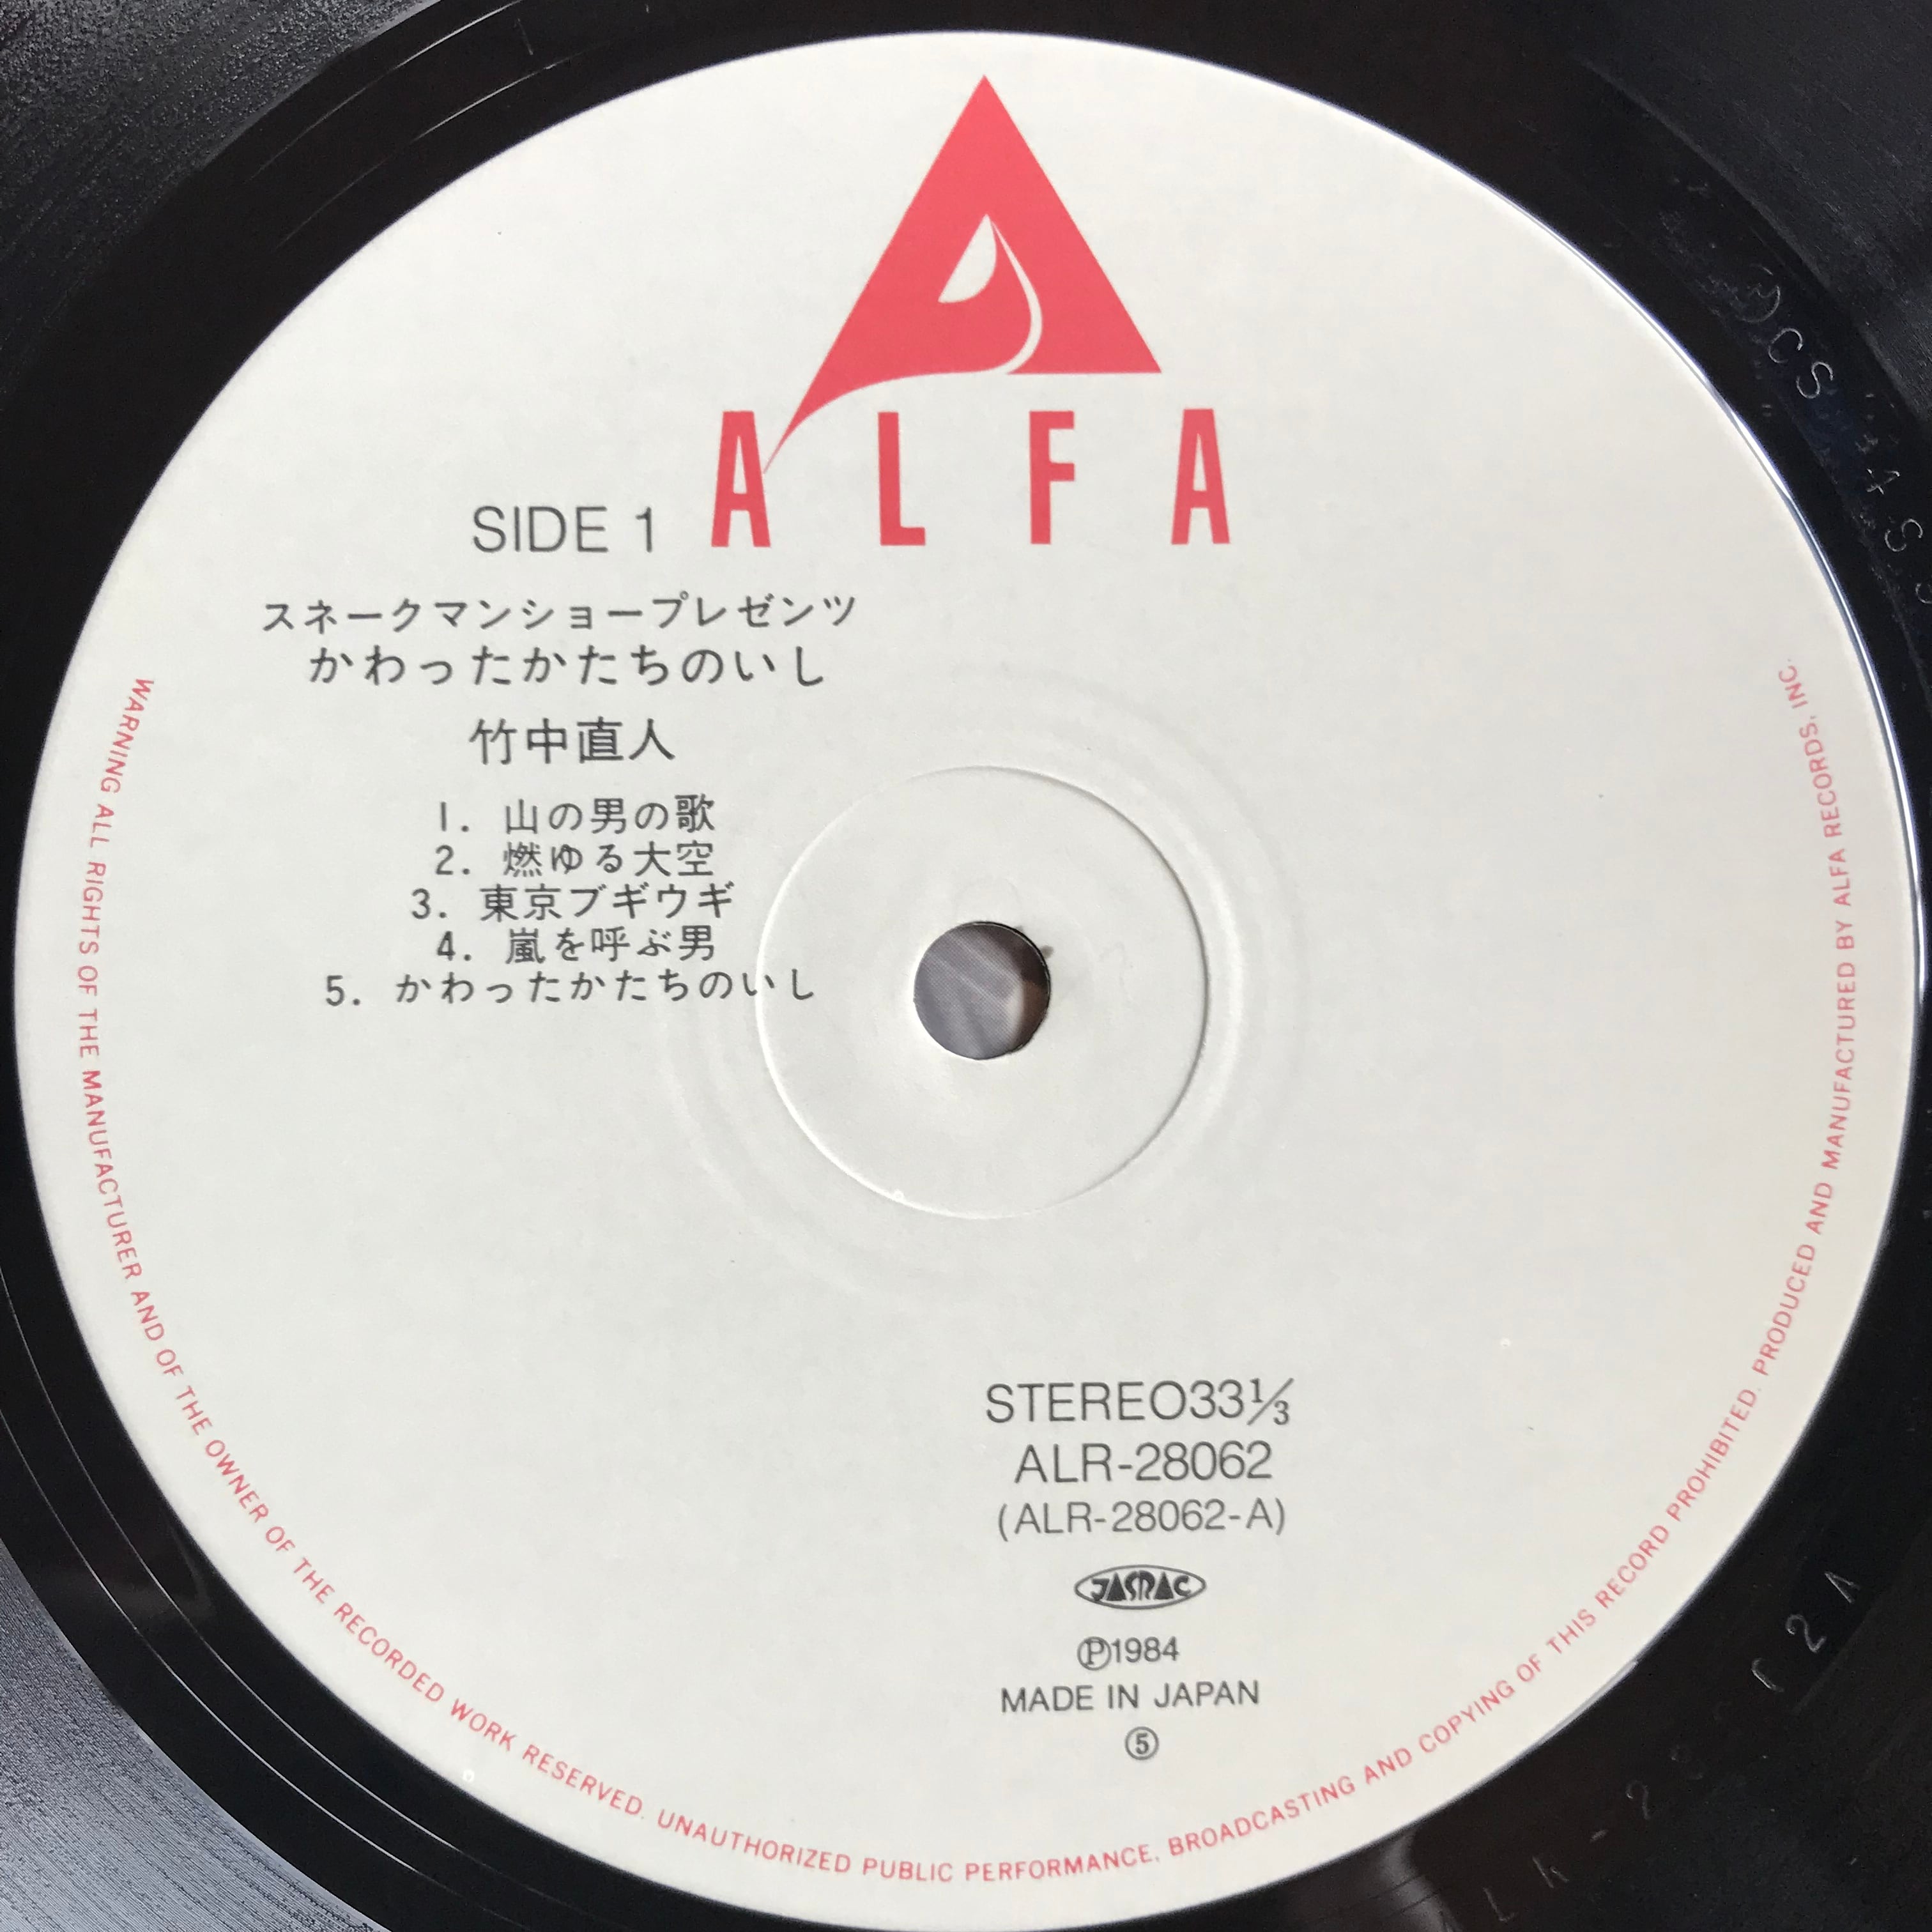 ALFA
SIDE 1
スネークマンショープレゼンツ
かわったかたちのいし
竹中直人
1. 山の男の歌
2. 燃ゆる大空
3. 東京ブギウギ
4. 嵐を呼ぶ男
5. かわったかたちのいし
STEREO33⅓
ALR-28062
(ALR-28062-A)
JASRAC
Ⓟ1984
MADE IN JAPAN
⑤
WARNING ALL RIGHTS OF THE MANUFACTURER AND OF THE OWNER OF THE RECORDED WORK RESERVED. UNAUTHORIZED PUBLIC PERFORMANCE, BROADCASTING AND COPYING OF THIS RECORD PROHIBITED. PRODUCED AND MANUFACTURED BY ALFA RECORDS, INC.